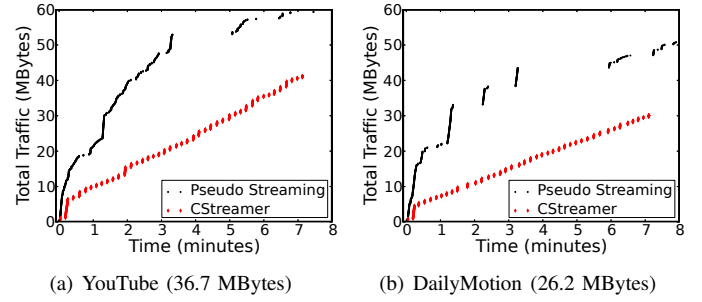 Total Traffic (MBytes)
60
50
40
30
20
10
0
Pseudo Streaming
CStreamer
0 1 2 3 4 5 6 7 8
Time (minutes)
(a) YouTube (36.7 MBytes)
Total Traffic (MBytes)
60
50
40
30
20
10
0
Pseudo Streaming
CStreamer
0 1 2 3 4 5 6 7 8
Time (minutes)
(b) DailyMotion (26.2 MBytes)